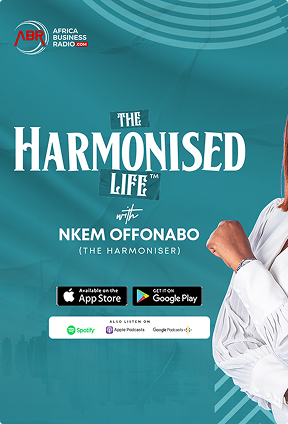 ABR
AFRICA
BUSINESS
RADIO.COM
THE
HARMONISED
LIFE™
with
NKEM OFFONABO
(THE HARMONISER)
Available on the
App Store
GET IT ON
Google Play
ALSO LISTEN ON
Spotify
Apple Podcasts
Google Podcasts